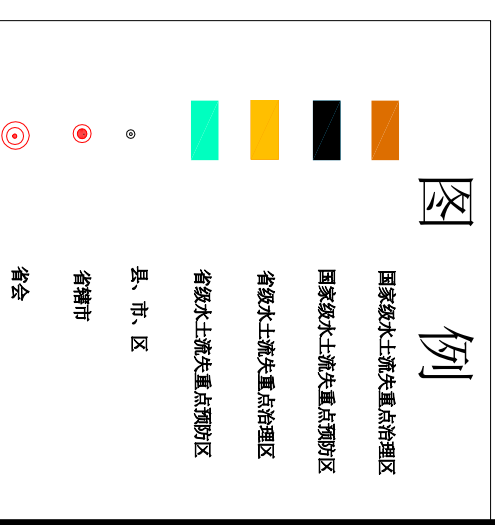 图 例
国家级水土流失重点治理区
国家级水土流失重点预防区
省级水土流失重点治理区
省级水土流失重点预防区
县、市、区
省辖市
省会